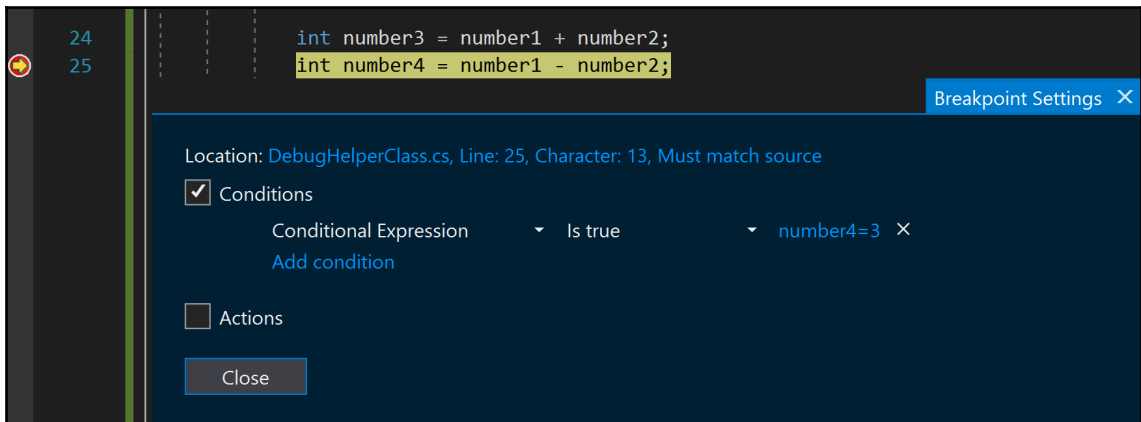 24 int number3 = number1 + number2;
25 int number4 = number1 - number2;
Breakpoint Settings
Location: DebugHelperClass.cs, Line: 25, Character: 13, Must match source
Conditions
Conditional Expression Is true number4=3
Add condition
Actions
Close